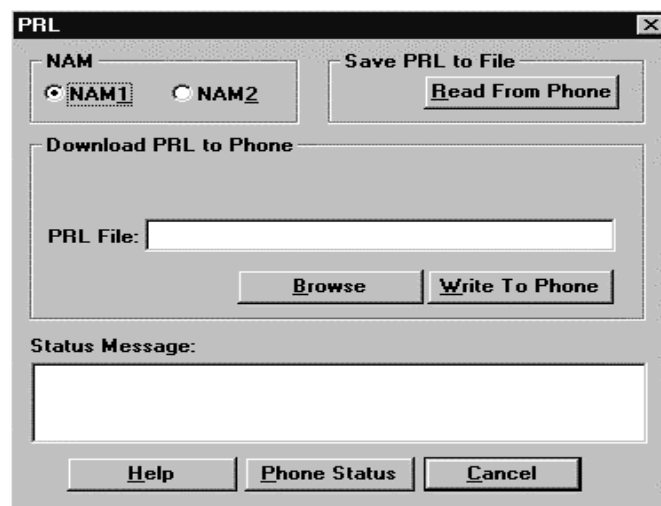 PRL
NAM
NAM1 NAM2
Save PRL to File
Read From Phone
Download PRL to Phone
PRL File:
Browse Write To Phone
Status Message:
Help Phone Status Cancel